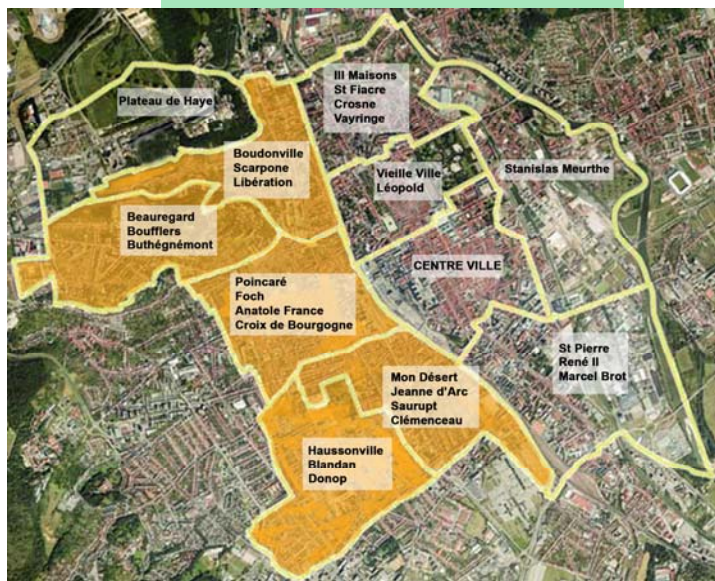 III Maisons
St Fiacre
Crosne
Vayringe
Plateau de Haye
Boudonville
Scarpone
Libération
Vieille Ville
Léopold
Stanislas Meurthe
Beauregard
Boufflers
Buthégnémont
CENTRE VILLE
Poincaré
Foch
Anatole France
Croix de Bourgogne
St Pierre
René II
Marcel Brot
Mon Désert
Jeanne d'Arc
Saurupt
Clémenceau
Haussonville
Blandan
Donop